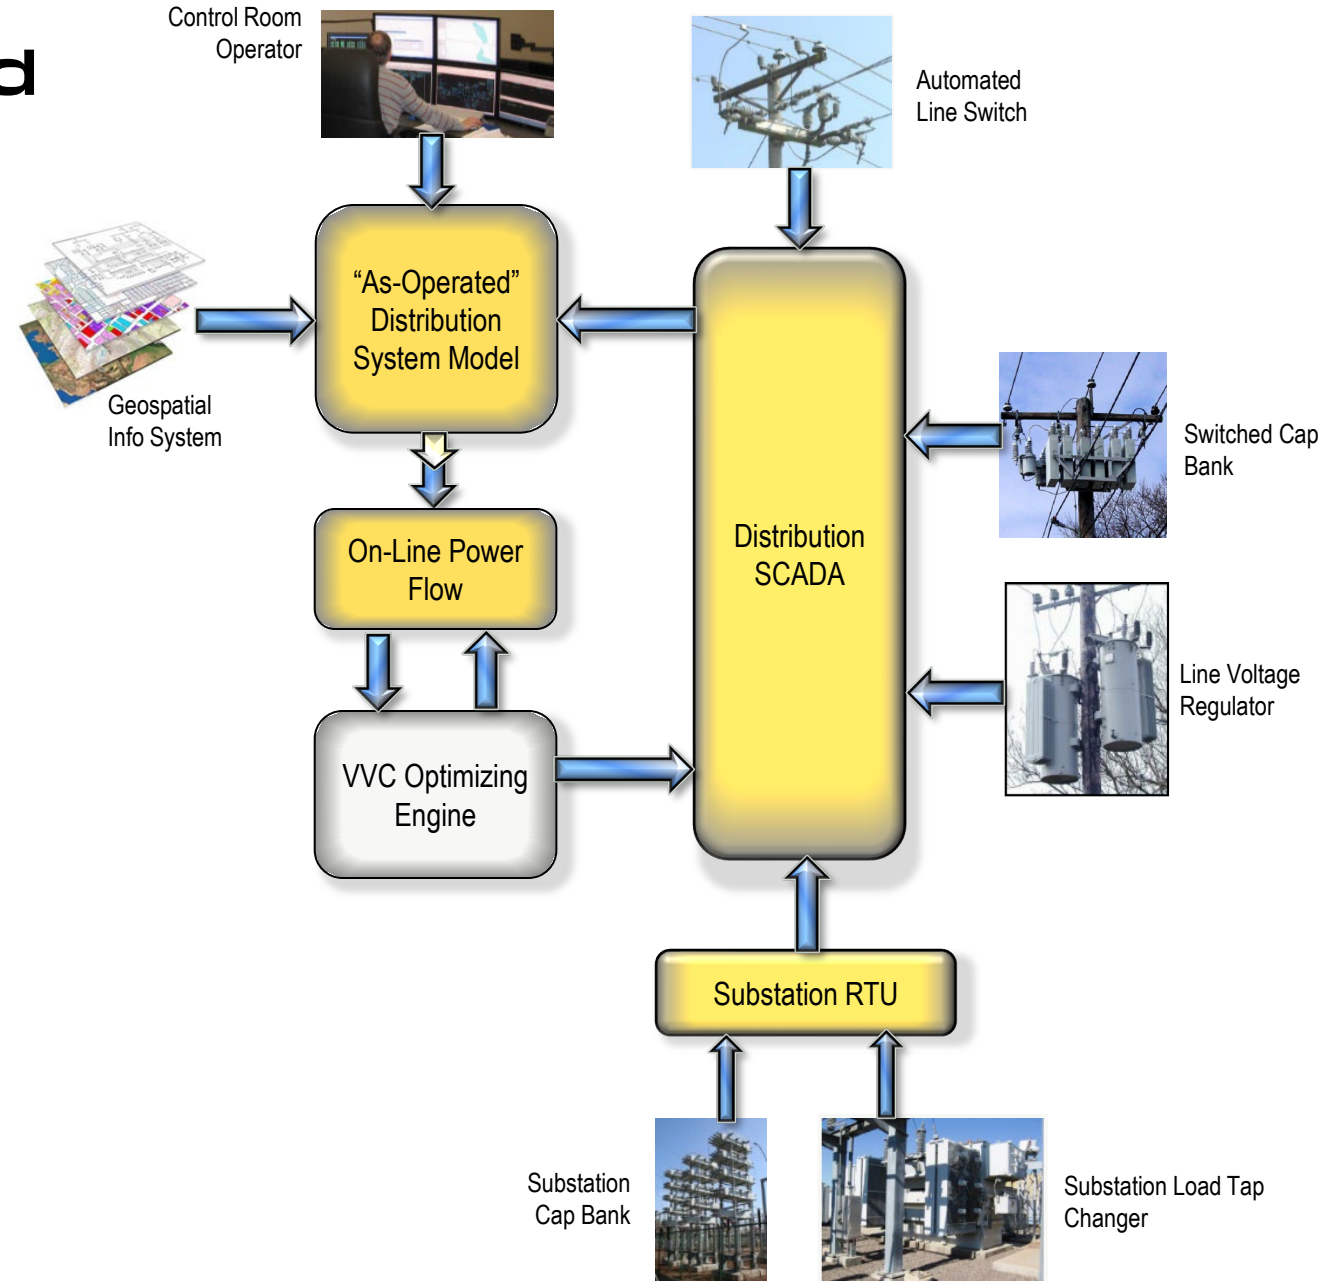 Control Room
Operator
d
Automated
Line Switch
“As-Operated”
Distribution
System Model
Geospatial
Info System
Switched Cap
Bank
On-Line Power
Flow
Distribution
SCADA
Line Voltage
Regulator
VVC Optimizing
Engine
Substation RTU
Substation
Cap Bank
Substation Load Tap
Changer